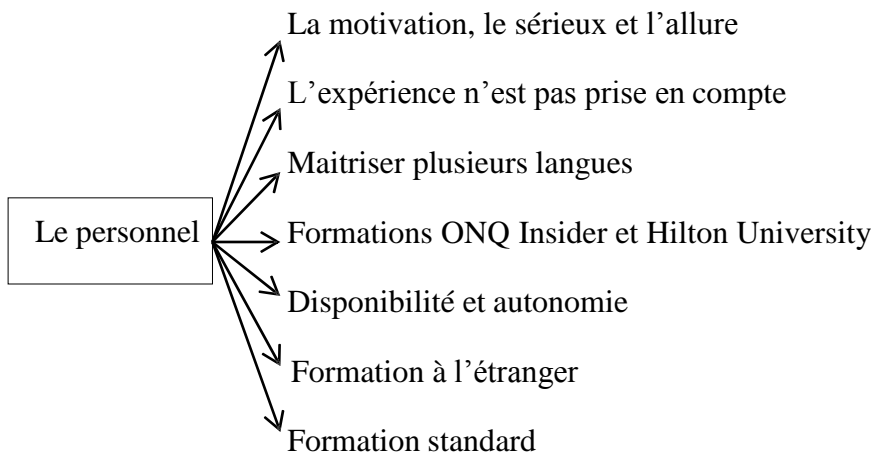 La motivation, le sérieux et l’allure
L’expérience n’est pas prise en compte
Maitriser plusieurs langues
Le personnel
Formations ONQ Insider et Hilton University
Disponibilité et autonomie
Formation à l’étranger
Formation standard